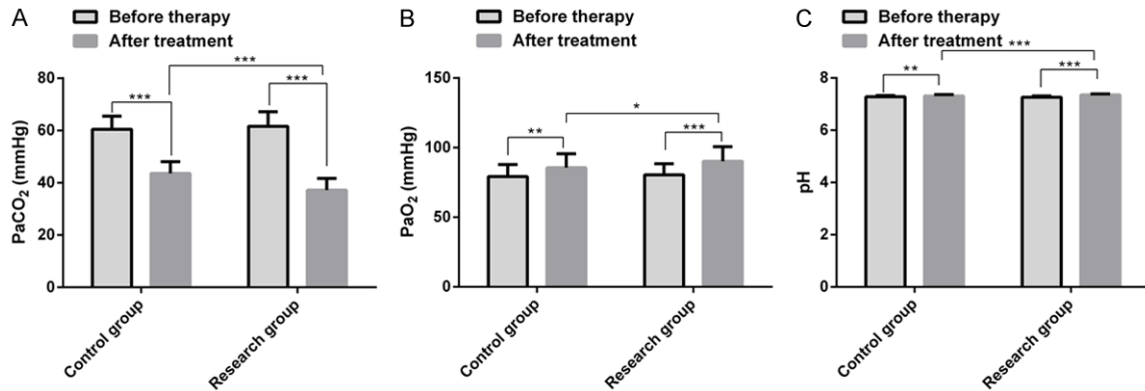 A
Before therapy
After treatment
PaCO2 (mmHg)
80
60
40
20
0
***
***
***
Control group
Research group
B
Before therapy
After treatment
PaO2 (mmHg)
150
100
50
0
**
*
***
Control group
Research group
C
Before therapy
After treatment
pH
8
6
4
2
0
**
***
***
Control group
Research group